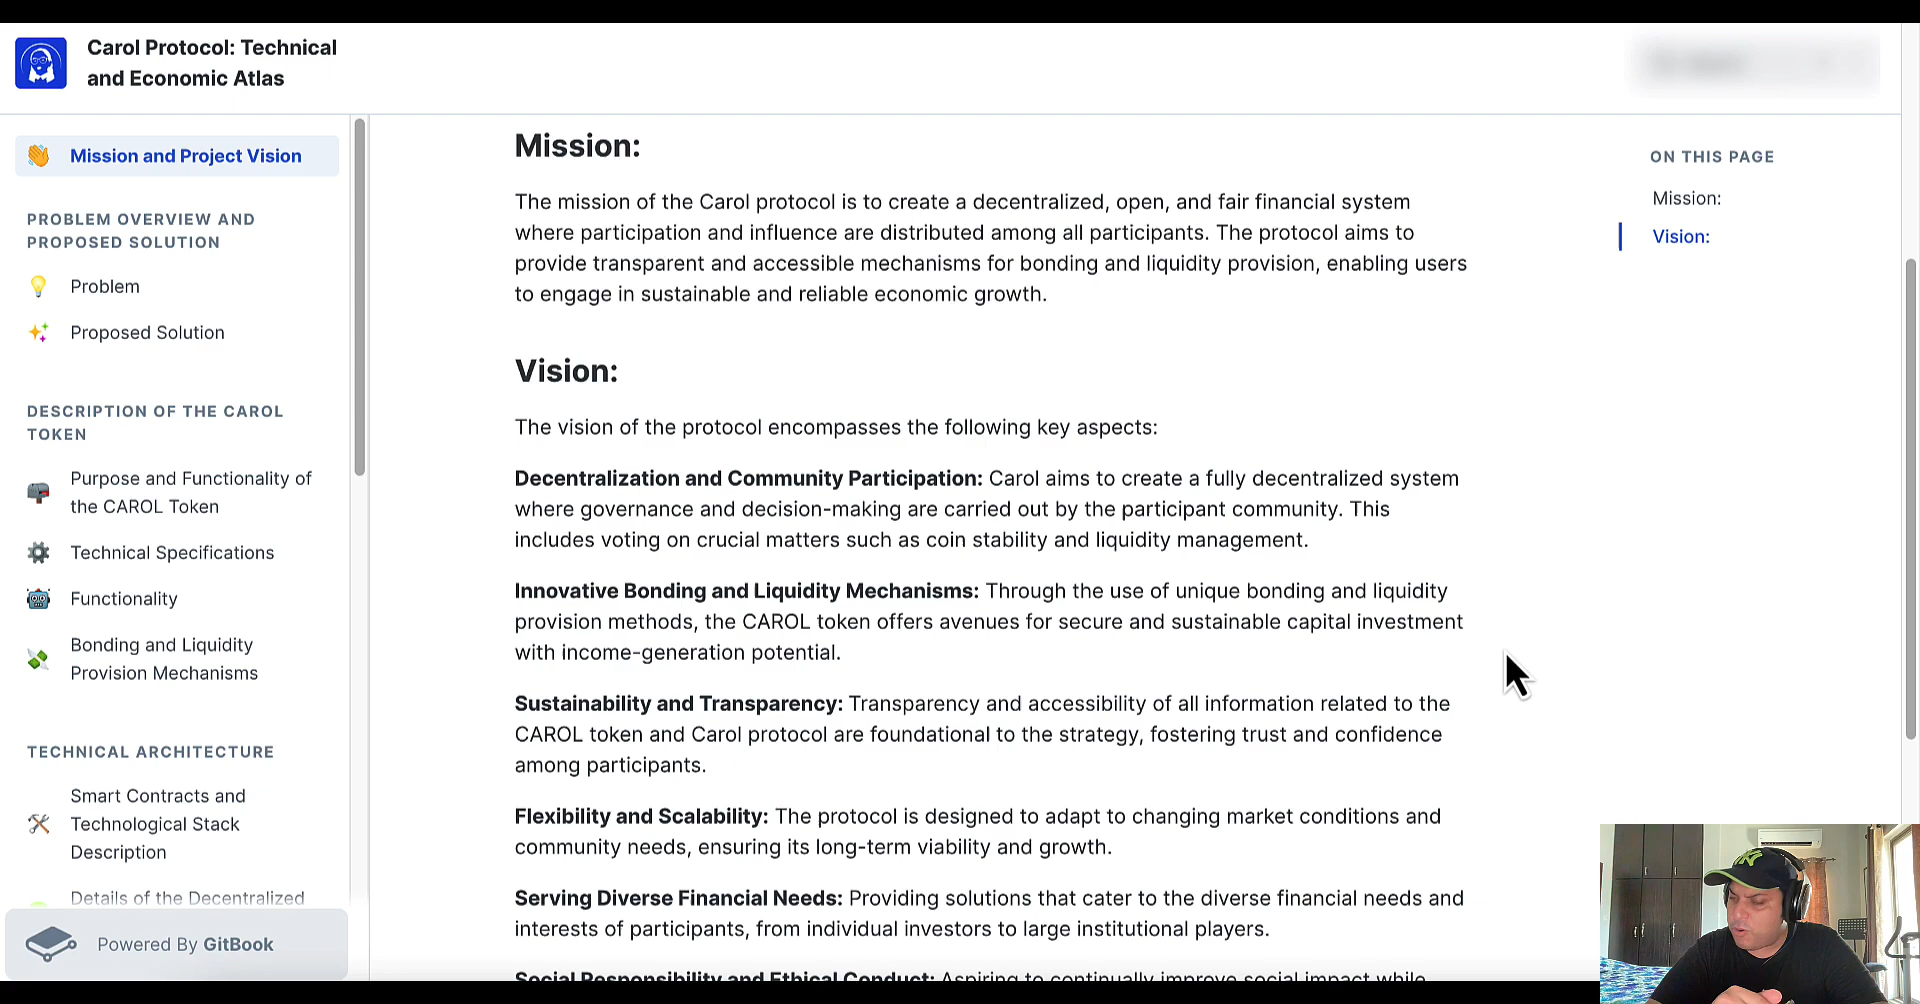 Carol Protocol: Technical
and Economic Atlas
Mission and Project Vision
PROBLEM OVERVIEW AND
PROPOSED SOLUTION
Problem
Proposed Solution
DESCRIPTION OF THE CAROL
TOKEN
Purpose and Functionality of
the CAROL Token
Technical Specifications
Functionality
Bonding and Liquidity
Provision Mechanisms
TECHNICAL ARCHITECTURE
Smart Contracts and
Technological Stack
Description
Details of the Decentralized
Powered By GitBook
Mission:
The mission of the Carol protocol is to create a decentralized, open, and fair financial system
where participation and influence are distributed among all participants. The protocol aims to
provide transparent and accessible mechanisms for bonding and liquidity provision, enabling users
to engage in sustainable and reliable economic growth.
Vision:
The vision of the protocol encompasses the following key aspects:
Decentralization and Community Participation: Carol aims to create a fully decentralized system
where governance and decision-making are carried out by the participant community. This
includes voting on crucial matters such as coin stability and liquidity management.
Innovative Bonding and Liquidity Mechanisms: Through the use of unique bonding and liquidity
provision methods, the CAROL token offers avenues for secure and sustainable capital investment
with income-generation potential.
Sustainability and Transparency: Transparency and accessibility of all information related to the
CAROL token and Carol protocol are foundational to the strategy, fostering trust and confidence
among participants.
Flexibility and Scalability: The protocol is designed to adapt to changing market conditions and
community needs, ensuring its long-term viability and growth.
Serving Diverse Financial Needs: Providing solutions that cater to the diverse financial needs and
interests of participants, from individual investors to large institutional players.
Social Responsibility and Ethical Conduct: Aspiring to continually improve social impact while
ON THIS PAGE
Mission:
Vision: